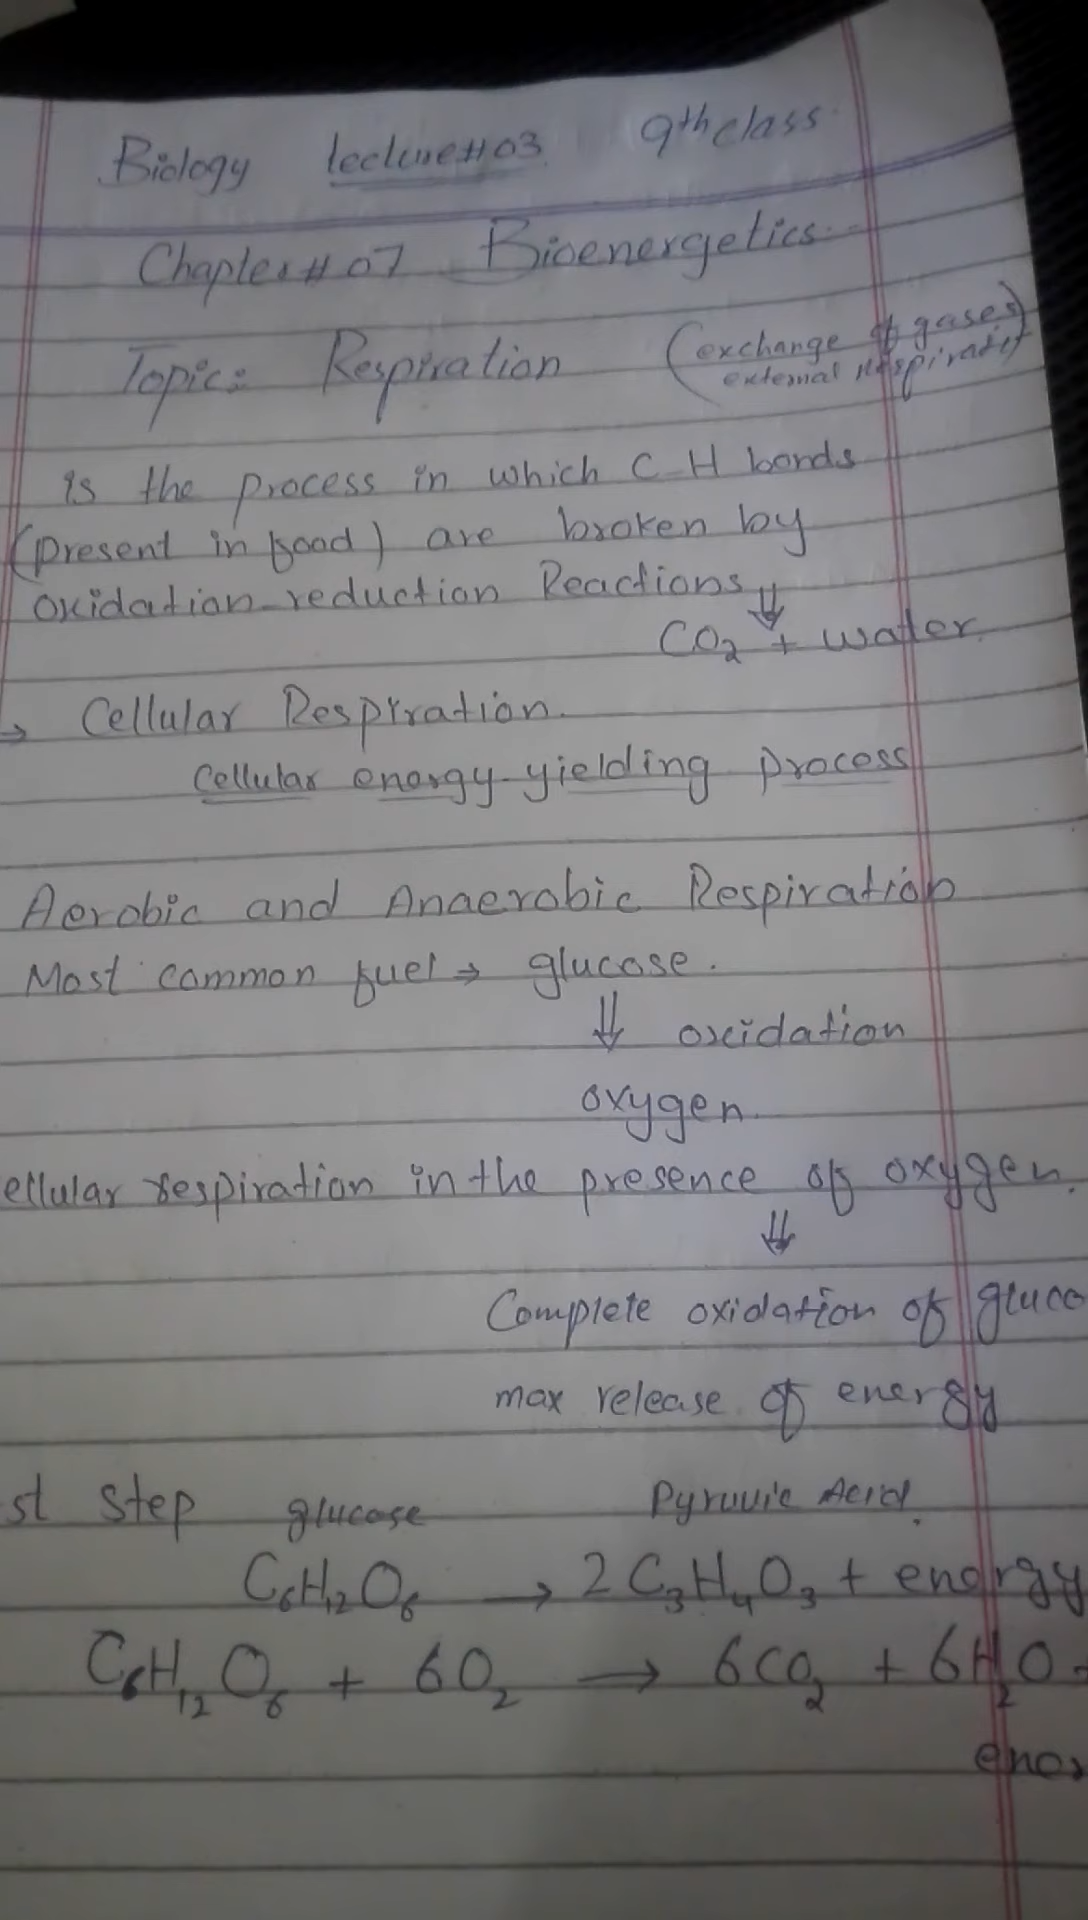 Biology lecture#03 9th class
Chapter# 07 Bioenergetics
Topic: Respiration (exchange of gases)
external respirati
is the process in which C-H bonds
(present in food) are broken by
oxidation-reduction Reactions ⇓
CO₂ + water.
→ Cellular Respiration.
Cellular energy-yielding process
Aerobic and Anaerobic Respiration
Most common fuel → glucose.
⇓ oxidation
oxygen.
ellular respiration in the presence of oxygen.
⇓
Complete oxidation of gluco
max release of energy
st step glucose Pyruvic Acid.
C₆H₁₂O₆ → 2C₃H₄O₃ + energy
C₆H₁₂O₆ + 6O₂ → 6CO₂ + 6H₂O +
ener